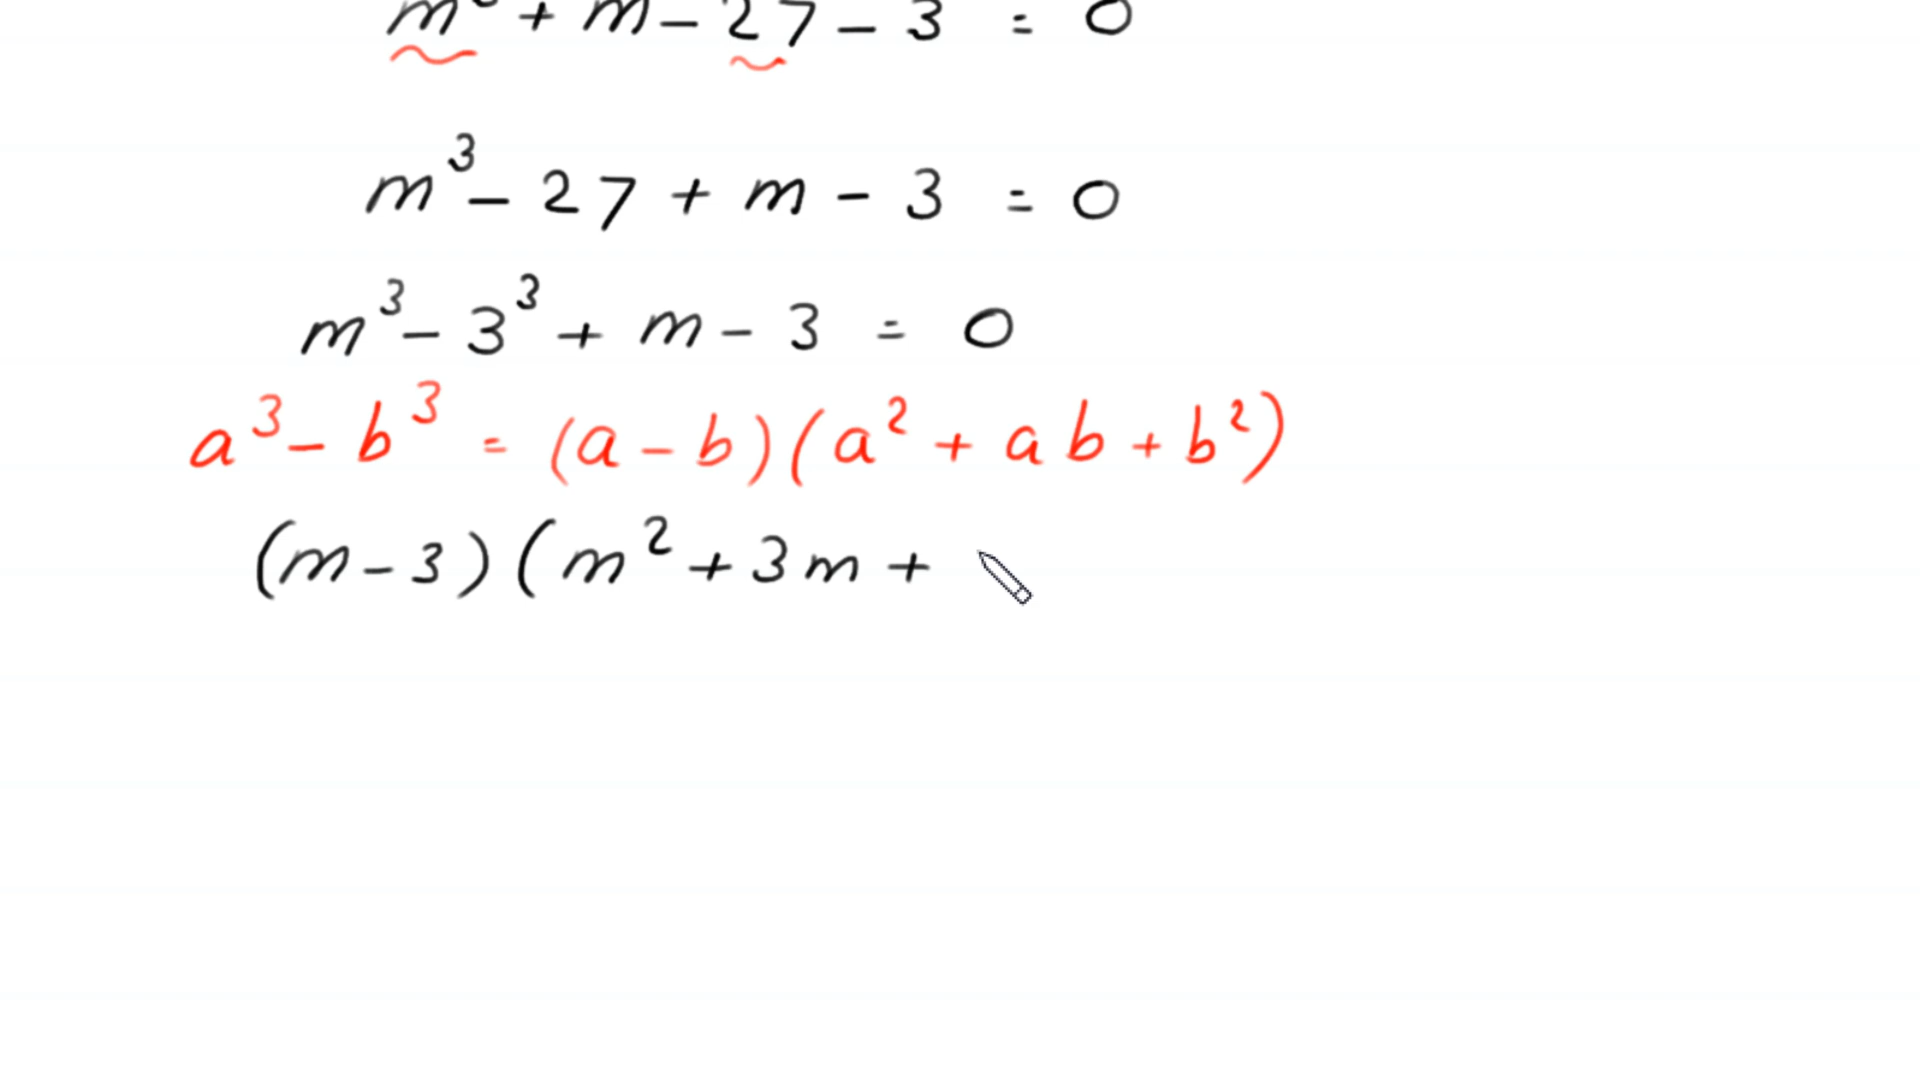 m³ + m - 27 - 3 = 0
m³ - 27 + m - 3 = 0
m³ - 3³ + m - 3 = 0
a³ - b³ = (a - b)(a² + ab + b²)
(m - 3)(m² + 3m +